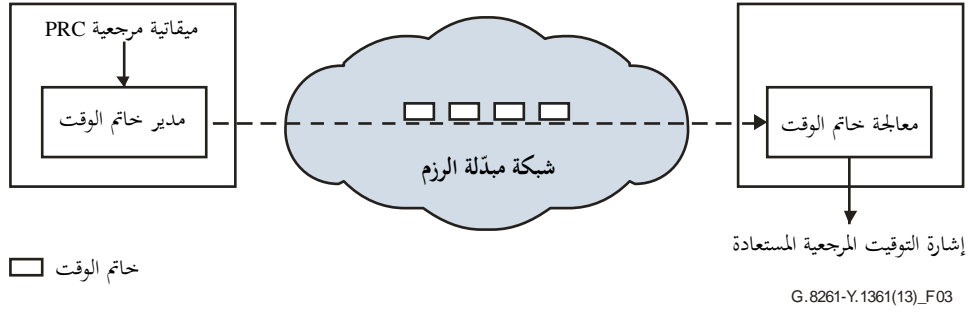 ميقاتية مرجعية PRC
مدير خاتم الوقت
شبكة مبدّلة الرزم
معالجة خاتم الوقت
إشارة التوقيت المرجعية المستعادة
خاتم الوقت
G.8261-Y.1361(13)_F03